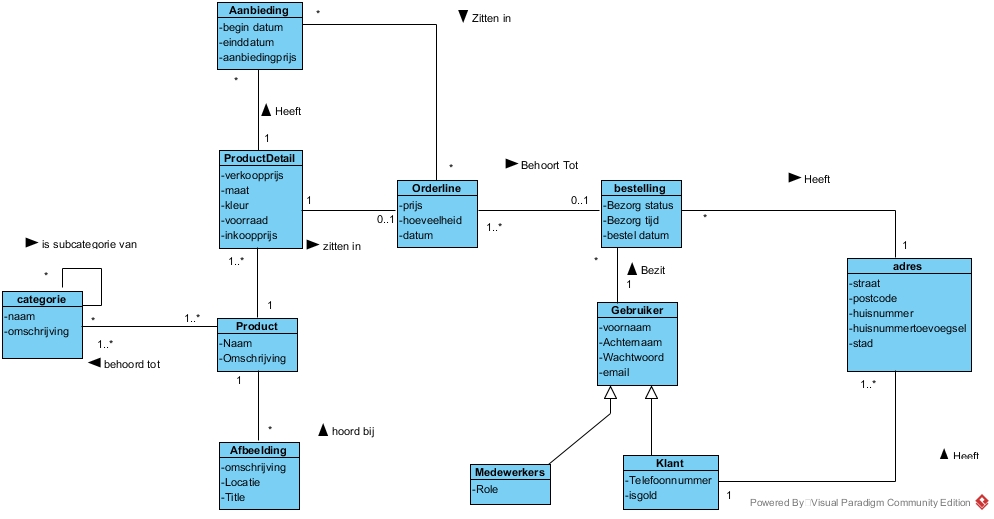 Aanbieding
-begin datum
-einddatum
-aanbiedingprijs
*
*
Zitten in
Heeft
1
ProductDetail
-verkoopprijs
-maat
-kleur
-voorraad
-inkoopprijs
1
0..1
zitten in
1..*
*
Orderline
-prijs
-hoeveelheid
-datum
1..*
Behoort Tot
0..1
bestelling
-Bezorg status
-Bezorg tijd
-bestel datum
*
*
Heeft
1
Bezit
1
adres
-straat
-postcode
-huisnummer
-huisnummertoevoegsel
-stad
1..*
is subcategorie van
*
categorie
-naam
-omschrijving
*
1..*
1..*
behoord tot
1
Product
-Naam
-Omschrijving
1
*
hoord bij
Afbeelding
-omschrijving
-Locatie
-Title
Gebruiker
-voornaam
-Achternaam
-Wachtwoord
-email
Medewerkers
-Role
Klant
-Telefoonnummer
-isgold
1
Heeft
Powered By Visual Paradigm Community Edition